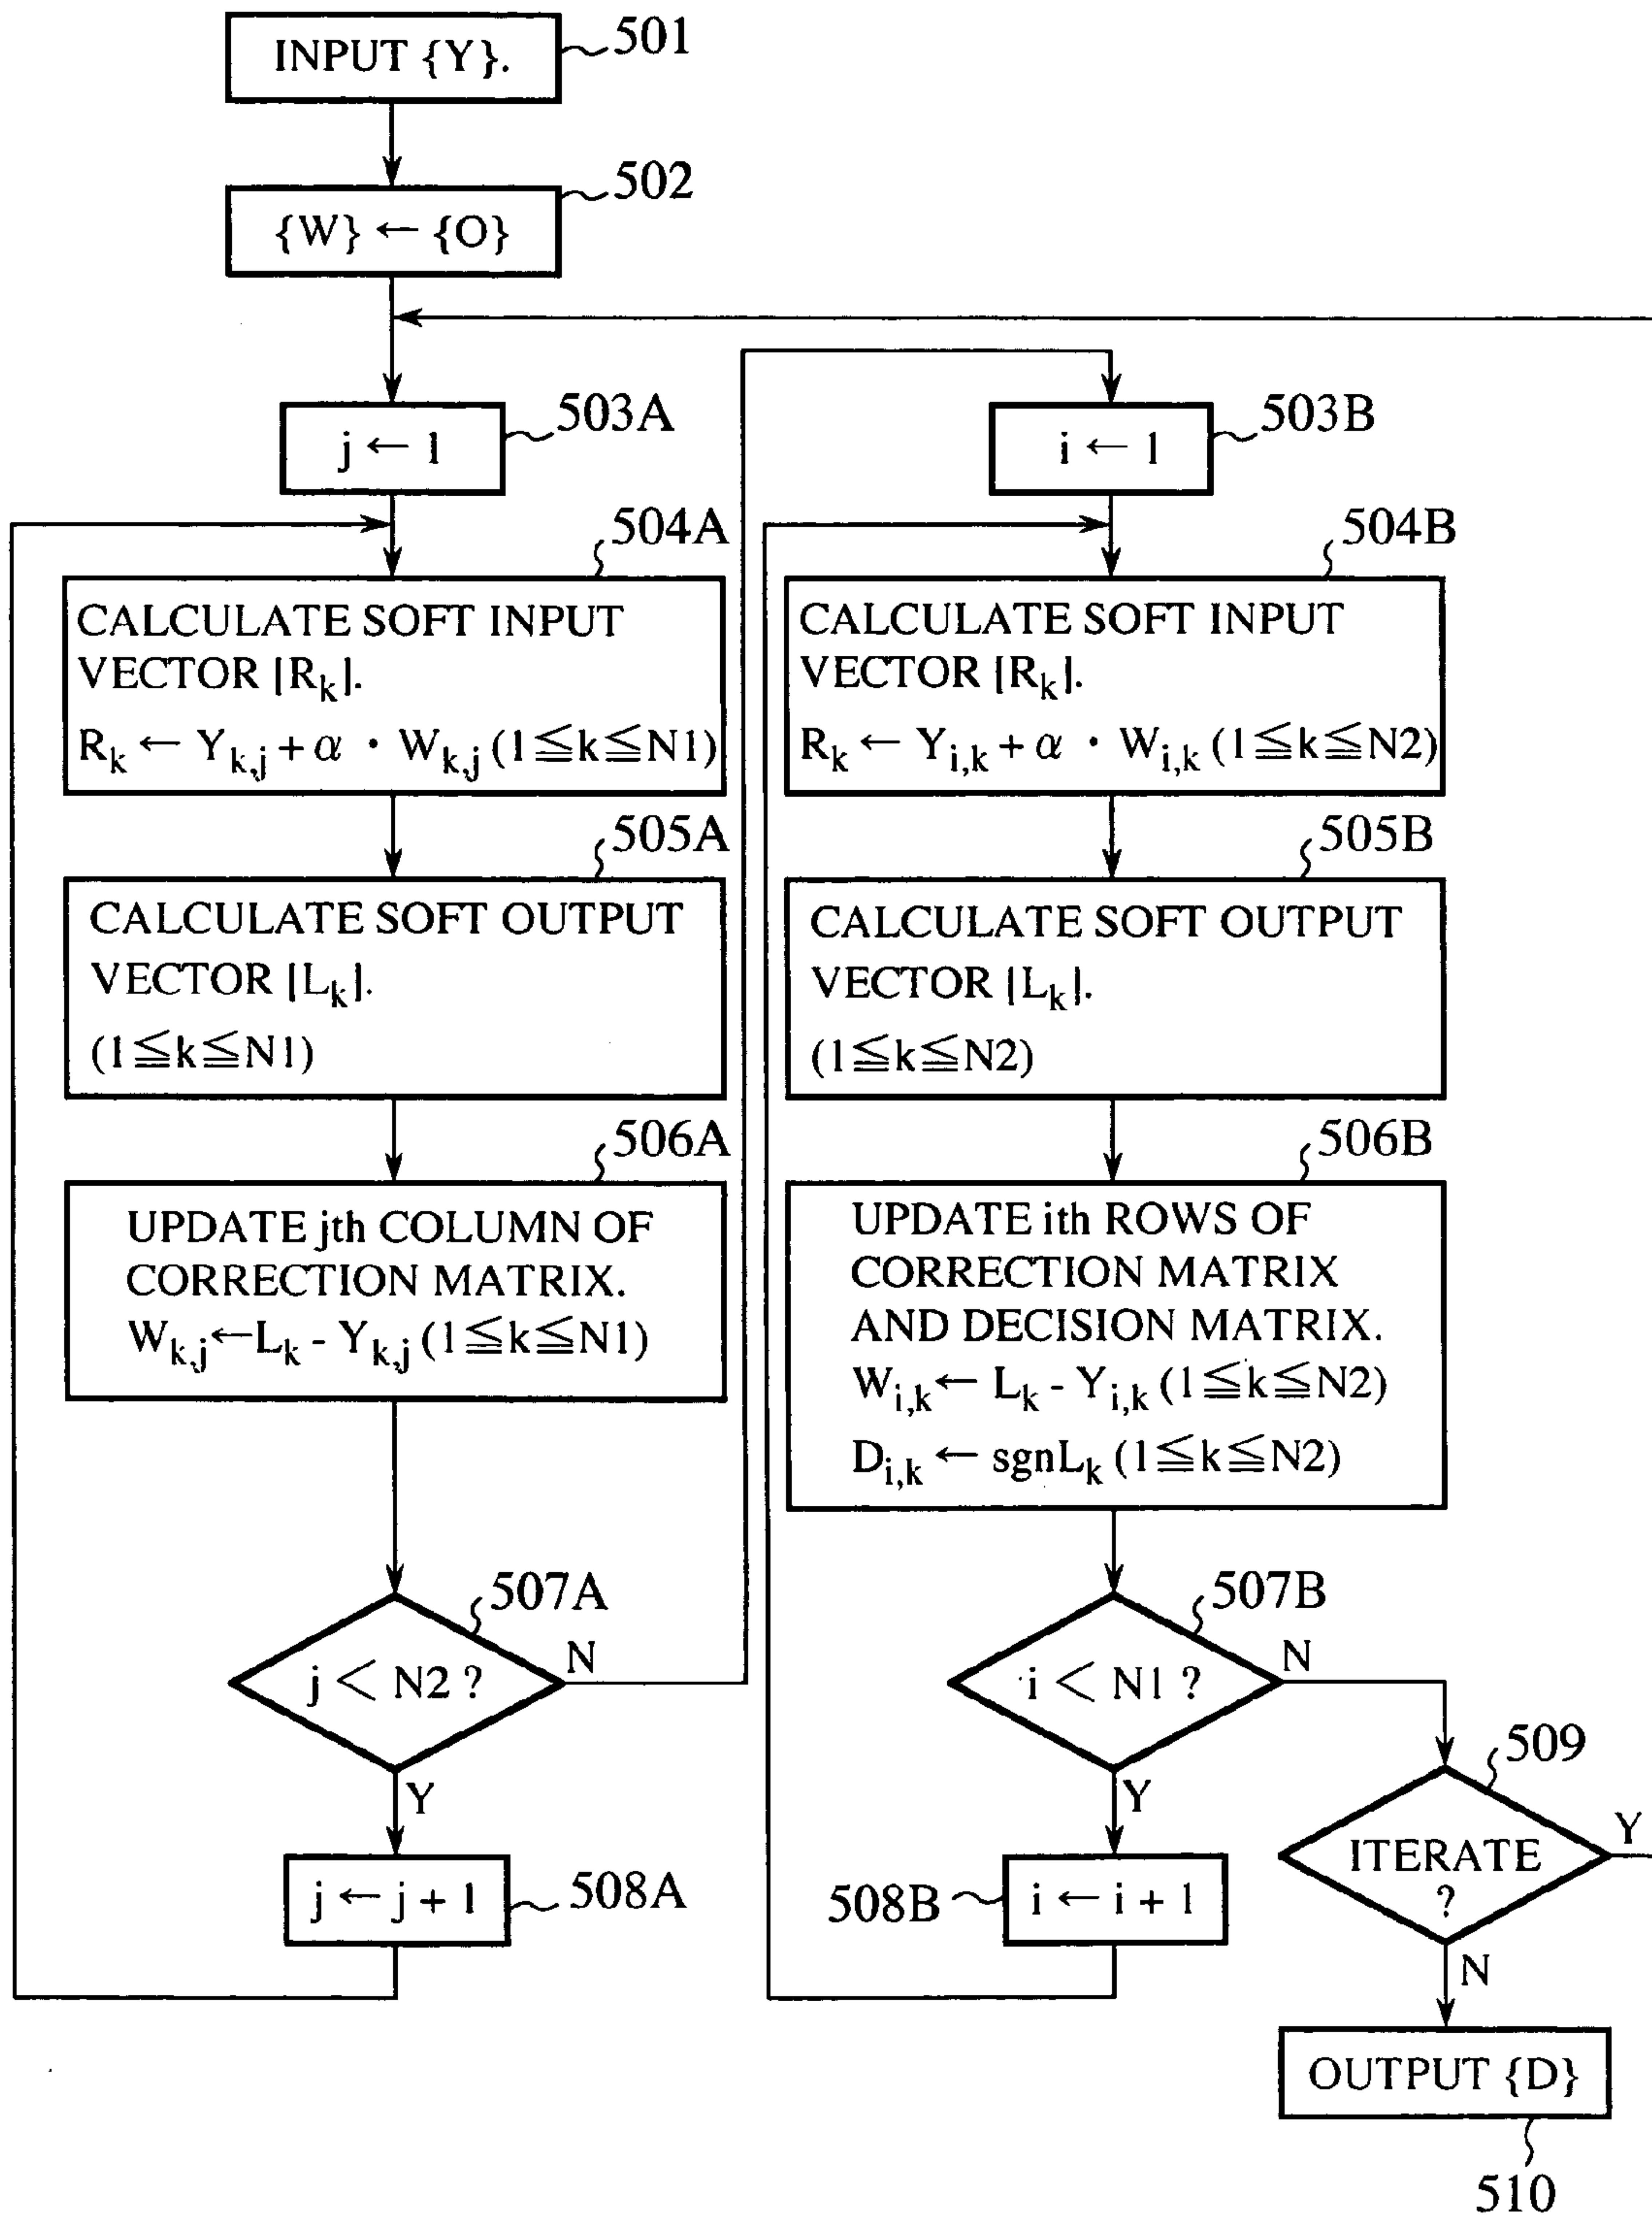 INPUT {Y}.
501
502
{W} ← {O}
503A
j ← 1
504A
CALCULATE SOFT INPUT
VECTOR [Rk].
Rk ← Yk,j + α · Wk,j (1≦k≦N1)
505A
CALCULATE SOFT OUTPUT
VECTOR [Lk].
(1≦k≦N1)
506A
UPDATE jth COLUMN OF
CORRECTION MATRIX.
Wk,j ← Lk - Yk,j (1≦k≦N1)
507A
j < N2 ?
N
Y
j ← j + 1
508A
503B
i ← 1
504B
CALCULATE SOFT INPUT
VECTOR [Rk].
Rk ← Yi,k + α · Wi,k (1≦k≦N2)
505B
CALCULATE SOFT OUTPUT
VECTOR [Lk].
(1≦k≦N2)
506B
UPDATE ith ROWS OF
CORRECTION MATRIX
AND DECISION MATRIX.
Wi,k ← Lk - Yi,k (1≦k≦N2)
Di,k ← sgnLk (1≦k≦N2)
507B
i < N1 ?
N
Y
508B
i ← i + 1
509
ITERATE
?
Y
N
OUTPUT {D}
510